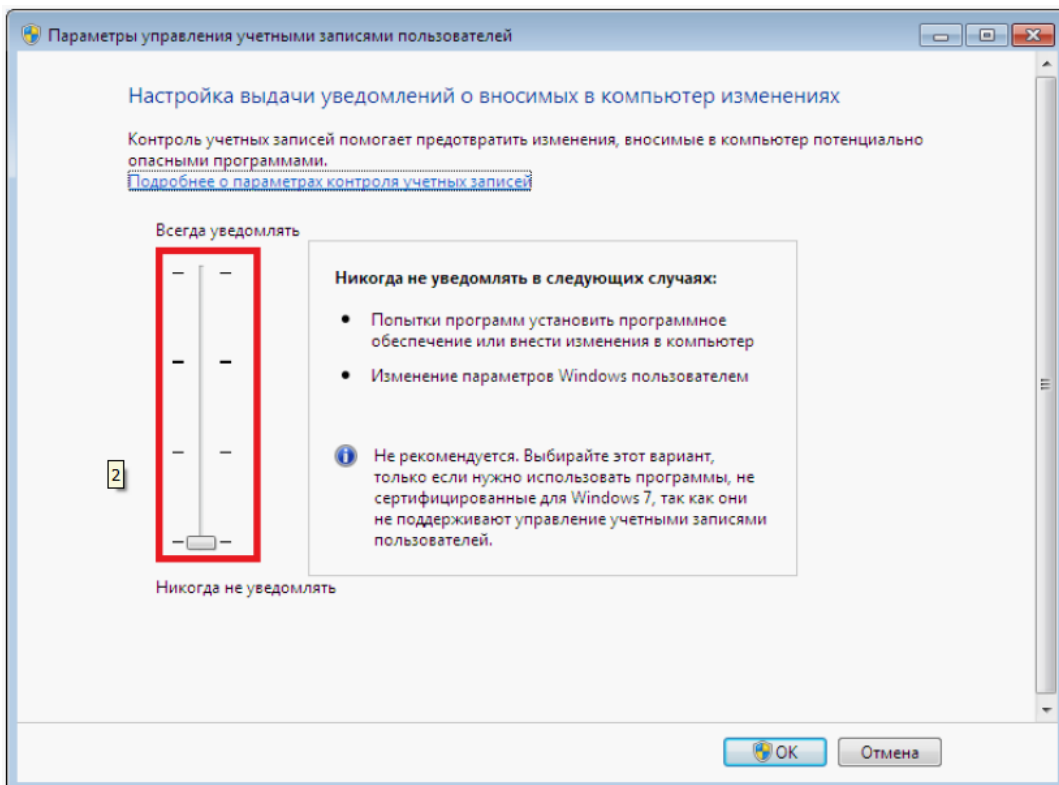 Параметры управления учетными записями пользователей
Настройка выдачи уведомлений о вносимых в компьютер изменениях
Контроль учетных записей помогает предотвратить изменения, вносимые в компьютер потенциально
опасными программами.
Подробнее о параметрах контроля учетных записей
Всегда уведомлять
Никогда не уведомлять в следующих случаях:
Попытки программ установить программное
обеспечение или внести изменения в компьютер
Изменение параметров Windows пользователем
2
Не рекомендуется. Выбирайте этот вариант,
только если нужно использовать программы, не
сертифицированные для Windows 7, так как они
не поддерживают управление учетными записями
пользователей.
Никогда не уведомлять
OK
Отмена